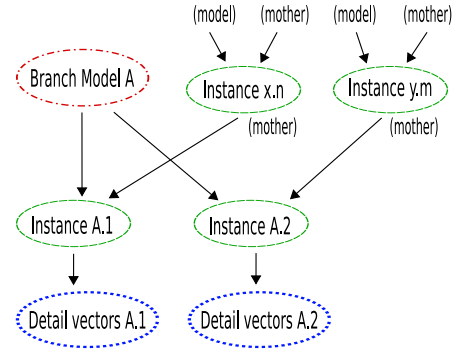 (model) (mother) (model) (mother)
Branch Model A
Instance x.n
Instance y.m
(mother) (mother)
Instance A.1
Instance A.2
Detail vectors A.1
Detail vectors A.2